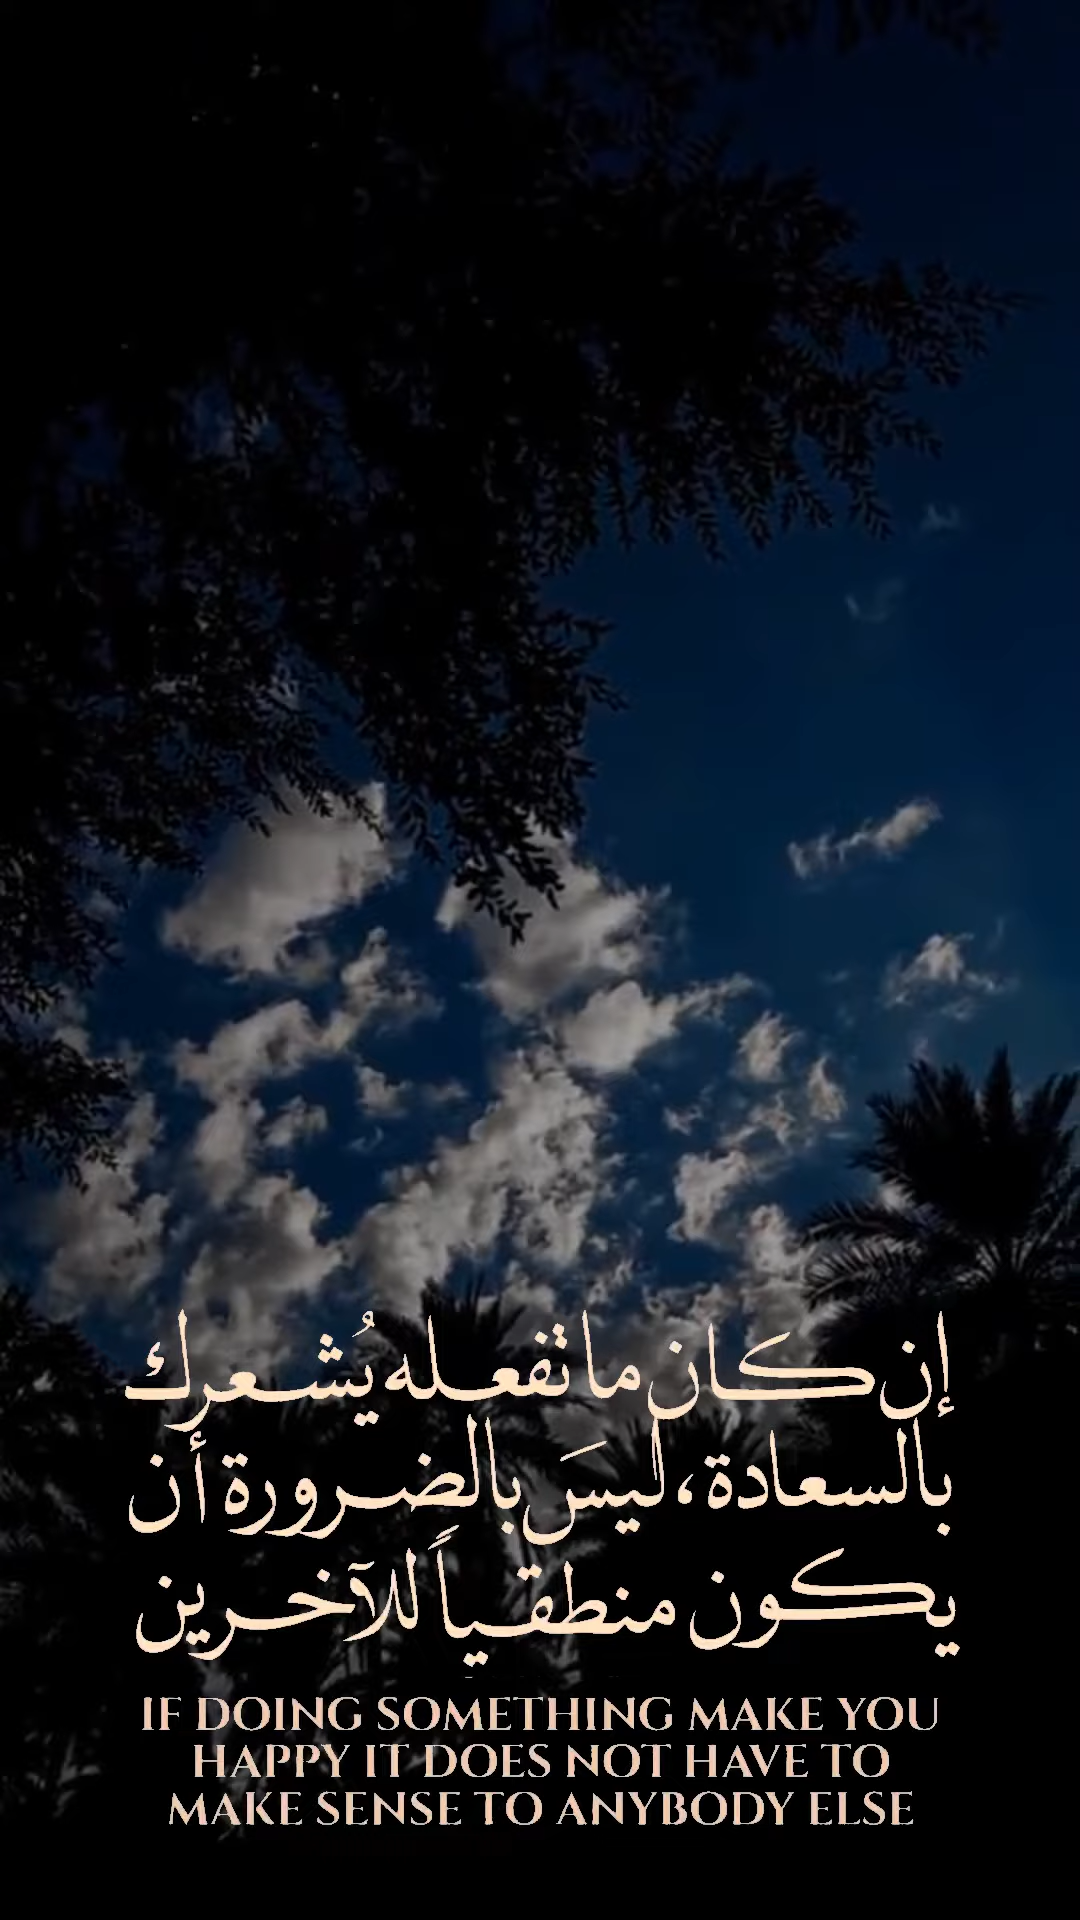 إن كان ما تفعله يُشعرك
بالسعادة، ليسَ بالضرورة أن
يكون منطقياً للآخرين
IF DOING SOMETHING MAKE YOU
HAPPY IT DOES NOT HAVE TO
MAKE SENSE TO ANYBODY ELSE